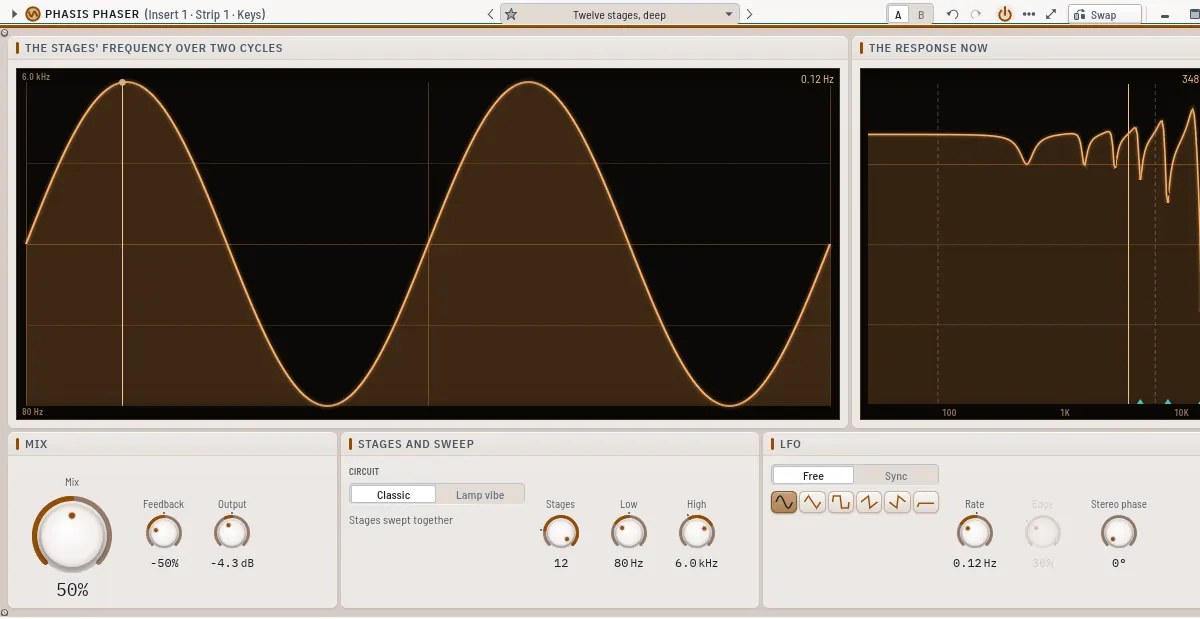 PHASIS PHASER (Insert 1 · Strip 1 · Keys)
Twelve stages, deep
A B
Swap
THE STAGES' FREQUENCY OVER TWO CYCLES
THE RESPONSE NOW
6.0 kHz
0.12 Hz
348
80 Hz
100 1K 10K
MIX
STAGES AND SWEEP
LFO
CIRCUIT
Classic Lamp vibe
Stages swept together
Free Sync
Mix
Feedback Output
Stages Low High
Rate Edge Stereo phase
-50% -4.3 dB
12 80 Hz 6.0 kHz
0.12 Hz 30% 0°
50%